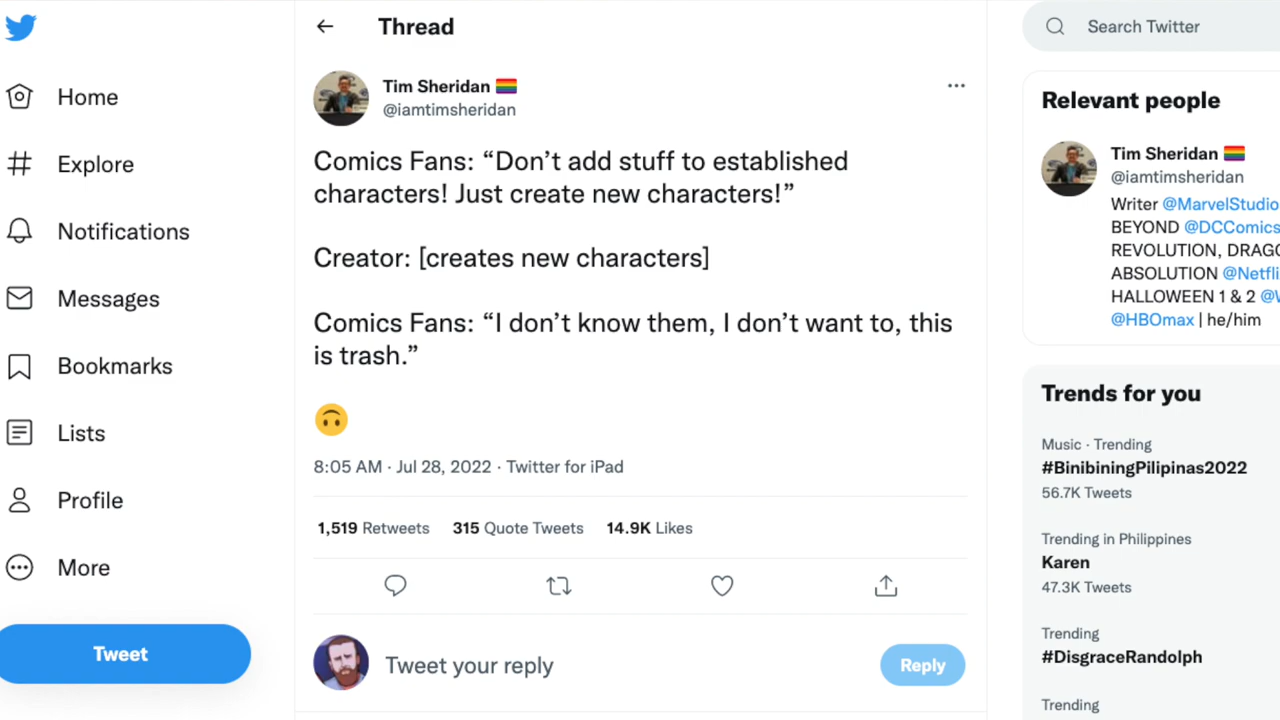 Thread
Search Twitter
Home
Explore
Notifications
Messages
Bookmarks
Lists
Profile
More
Tweet
Tim Sheridan 🏳️‍🌈
@iamtimsheridan
Comics Fans: “Don’t add stuff to established
characters! Just create new characters!”
Creator: [creates new characters]
Comics Fans: “I don’t know them, I don’t want to, this
is trash.”
🙃
8:05 AM · Jul 28, 2022 · Twitter for iPad
1,519 Retweets 315 Quote Tweets 14.9K Likes
Tweet your reply
Reply
Relevant people
Tim Sheridan 🏳️‍🌈
@iamtimsheridan
Writer @MarvelStudio
BEYOND @DCComics
REVOLUTION, DRAGO
ABSOLUTION @Netfli
HALLOWEEN 1 & 2 @W
@HBOmax | he/him
Trends for you
Music · Trending
#BinibiningPilipinas2022
56.7K Tweets
Trending in Philippines
Karen
47.3K Tweets
Trending
#DisgraceRandolph
Trending